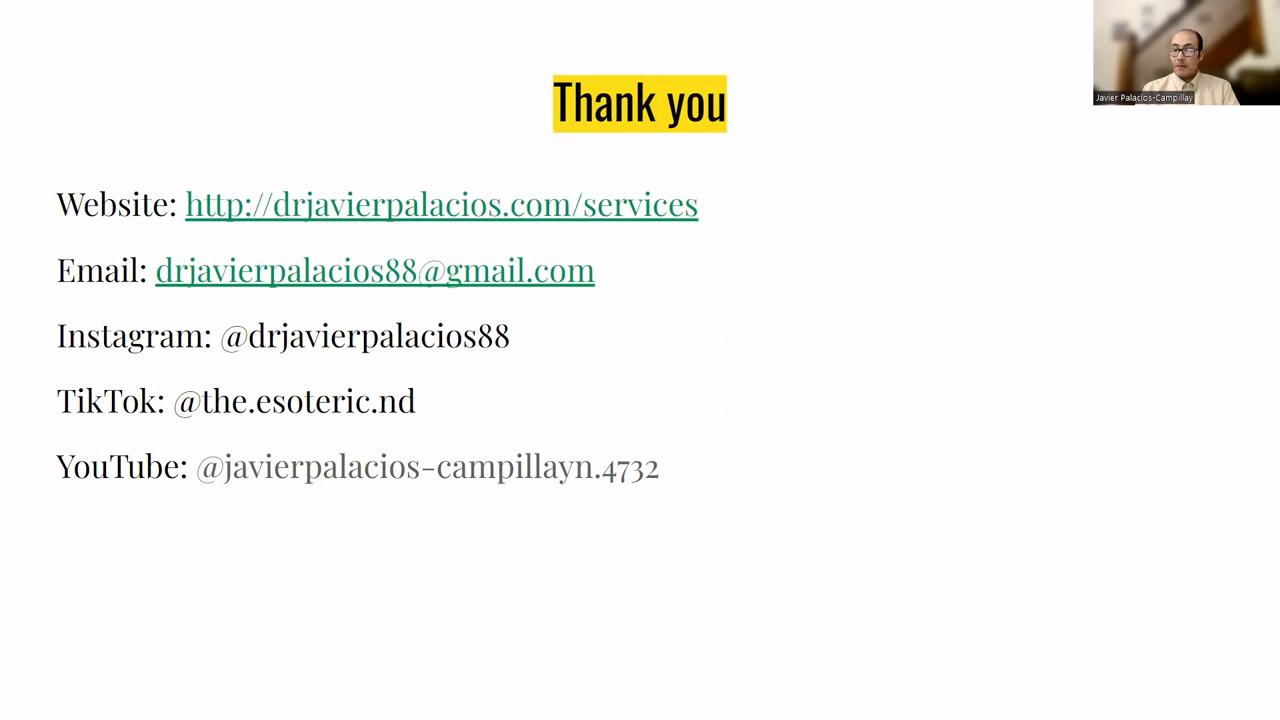 Thank you
Javier Palacios-Campillay
Website: http://drjavierpalacios.com/services
Email: drjavierpalacios88@gmail.com
Instagram: @drjavierpalacios88
TikTok: @the.esoteric.nd
YouTube: @javierpalacios-campillayn.4732